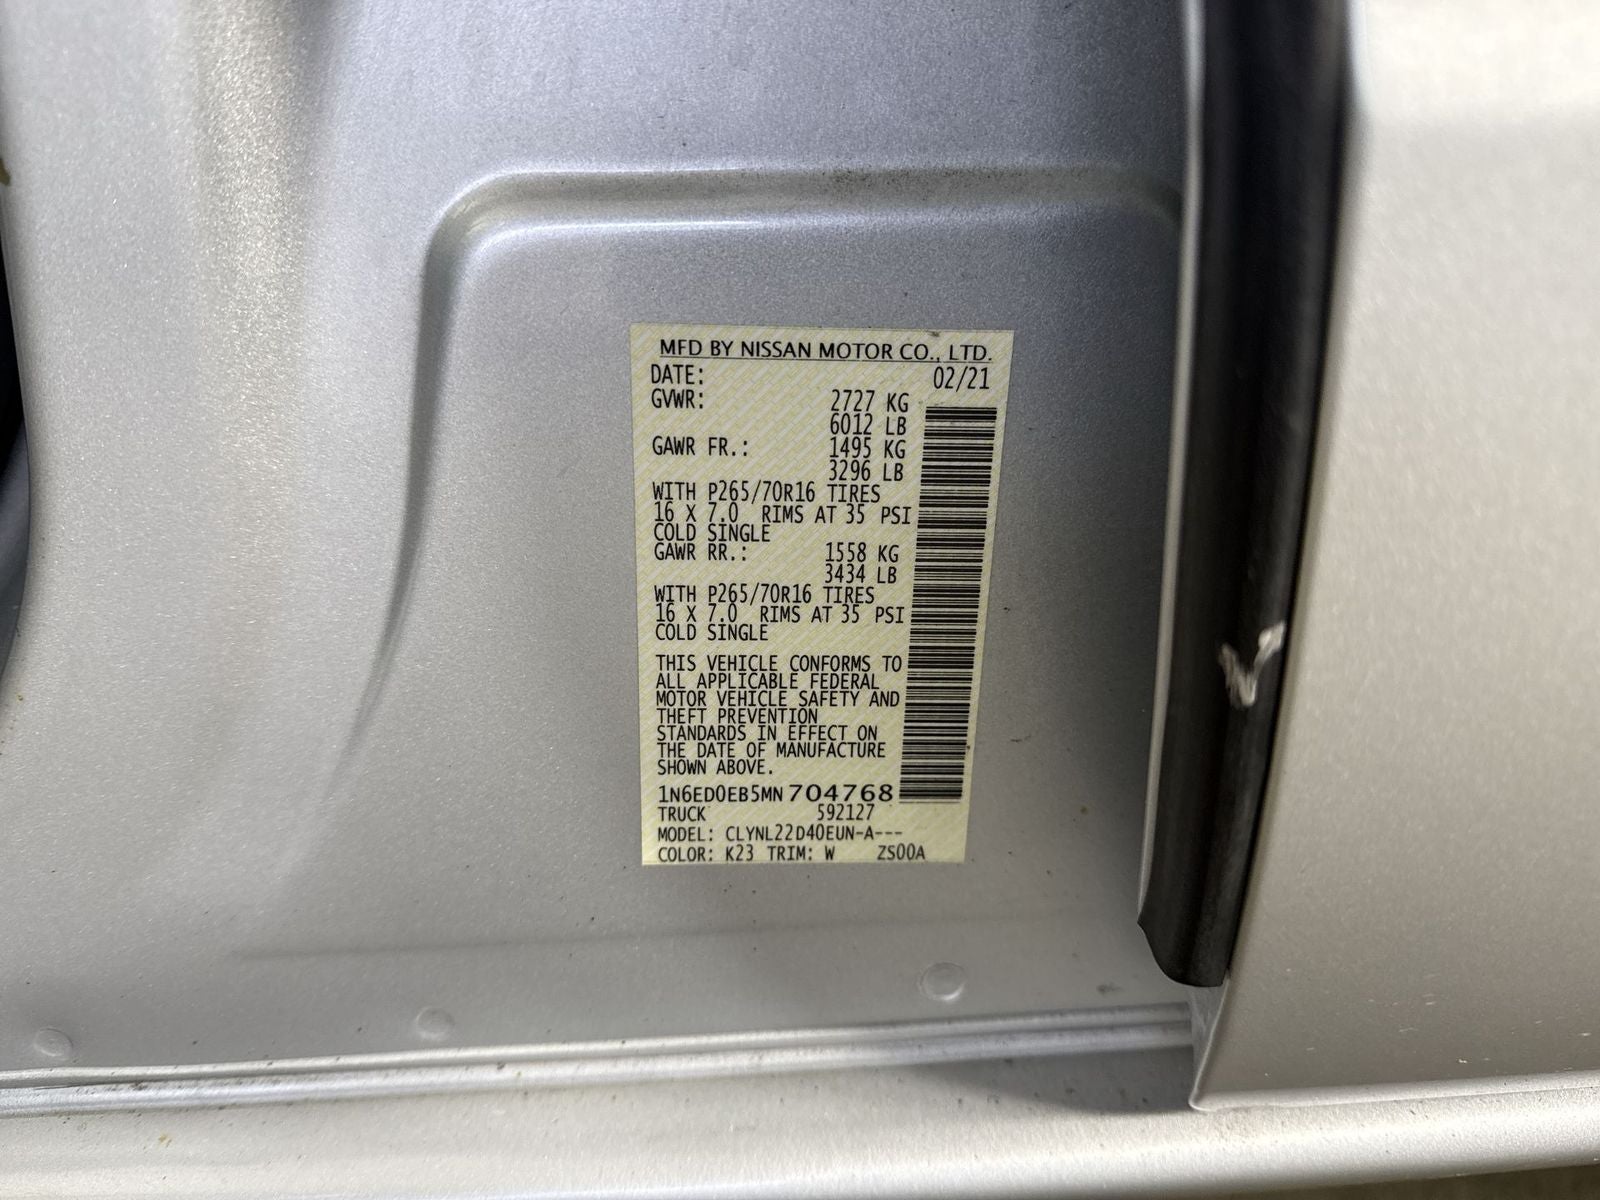 MFD BY NISSAN MOTOR CO., LTD.
DATE: 02/21
GVWR: 2727 KG
6012 LB
GAWR FR.: 1495 KG
3296 LB
WITH P265/70R16 TIRES
16 X 7.0 RIMS AT 35 PSI
COLD SINGLE
GAWR RR.: 1558 KG
3434 LB
WITH P265/70R16 TIRES
16 X 7.0 RIMS AT 35 PSI
COLD SINGLE
THIS VEHICLE CONFORMS TO
ALL APPLICABLE FEDERAL
MOTOR VEHICLE SAFETY AND
THEFT PREVENTION
STANDARDS IN EFFECT ON
THE DATE OF MANUFACTURE
SHOWN ABOVE.
1N6ED0EB5MN704768
TRUCK 592127
MODEL: CLYNL22D40EUN-A---
COLOR: K23 TRIM: W ZS00A